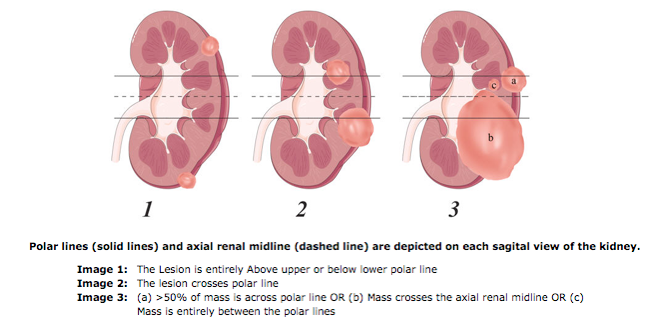 c
a
b
1
2
3
Polar lines (solid lines) and axial renal midline (dashed line) are depicted on each sagital view of the kidney.
Image 1: The Lesion is entirely Above upper or below lower polar line
Image 2: The lesion crosses polar line
Image 3: (a) >50% of mass is across polar line OR (b) Mass crosses the axial renal midline OR (c)
Mass is entirely between the polar lines